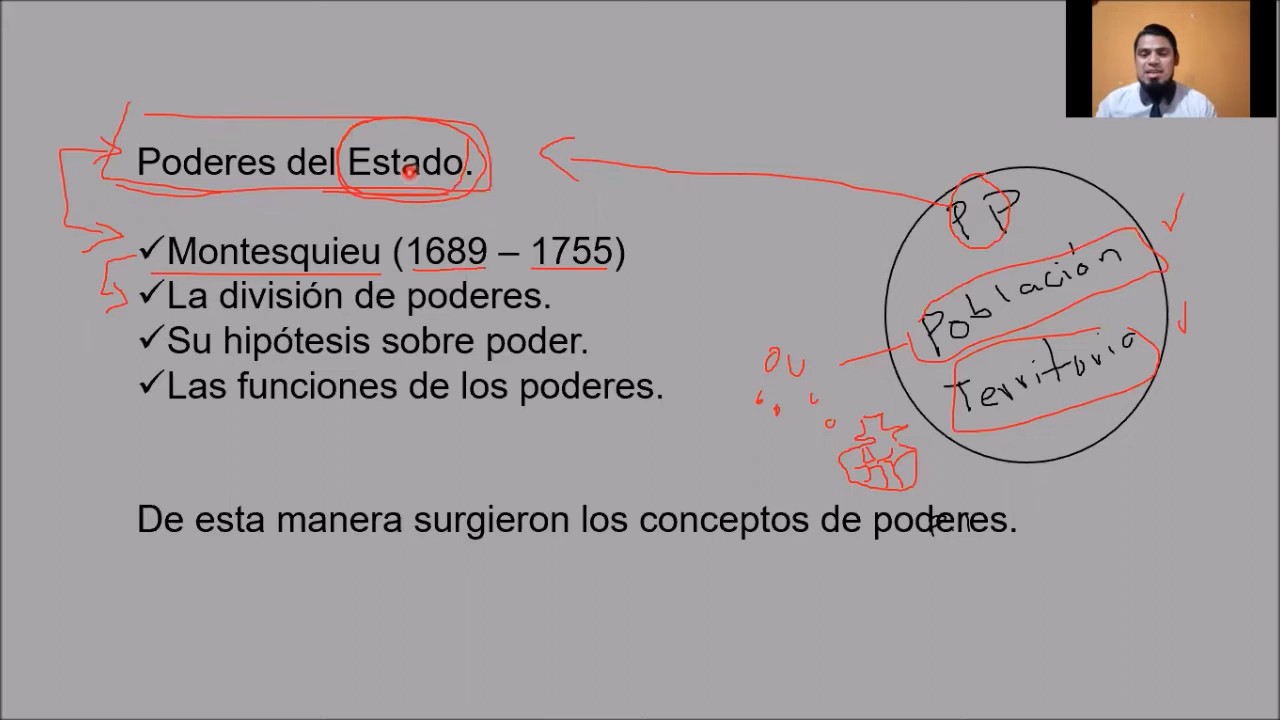 Poderes del Estado.
✓Montesquieu (1689 – 1755)
✓La división de poderes.
✓Su hipótesis sobre poder.
✓Las funciones de los poderes.
De esta manera surgieron los conceptos de poderes.
PP
Población
Territorio